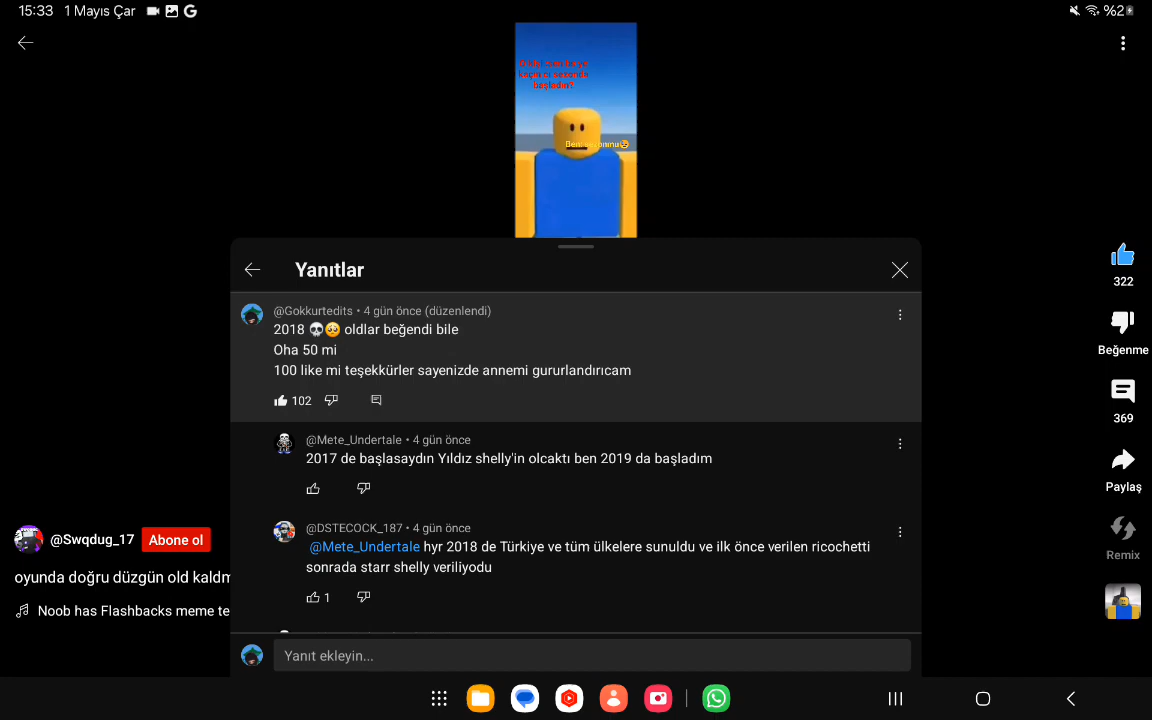 15:33 1 Mayıs Çar
%2
başladın?
Yanıtlar
@Gokkurtedits • 4 gün önce (düzenlendi)
2018 💀🥺 oldlar beğendi bile
Oha 50 mi
100 like mi teşekkürler sayenizde annemi gururlandırıcam
102
@Mete_Undertale • 4 gün önce
2017 de başlasaydın Yıldız shelly'in olcaktı ben 2019 da başladım
@DSTECOCK_187 • 4 gün önce
@Mete_Undertale hyr 2018 de Türkiye ve tüm ülkelere sunuldu ve ilk önce verilen ricochetti
sonrada starr shelly veriliyodu
1
Yanıt ekleyin...
@Swqdug_17 Abone ol
oyunda doğru düzgün old kaldm
Noob has Flashbacks meme te
322
Beğenme
369
Paylaş
Remix